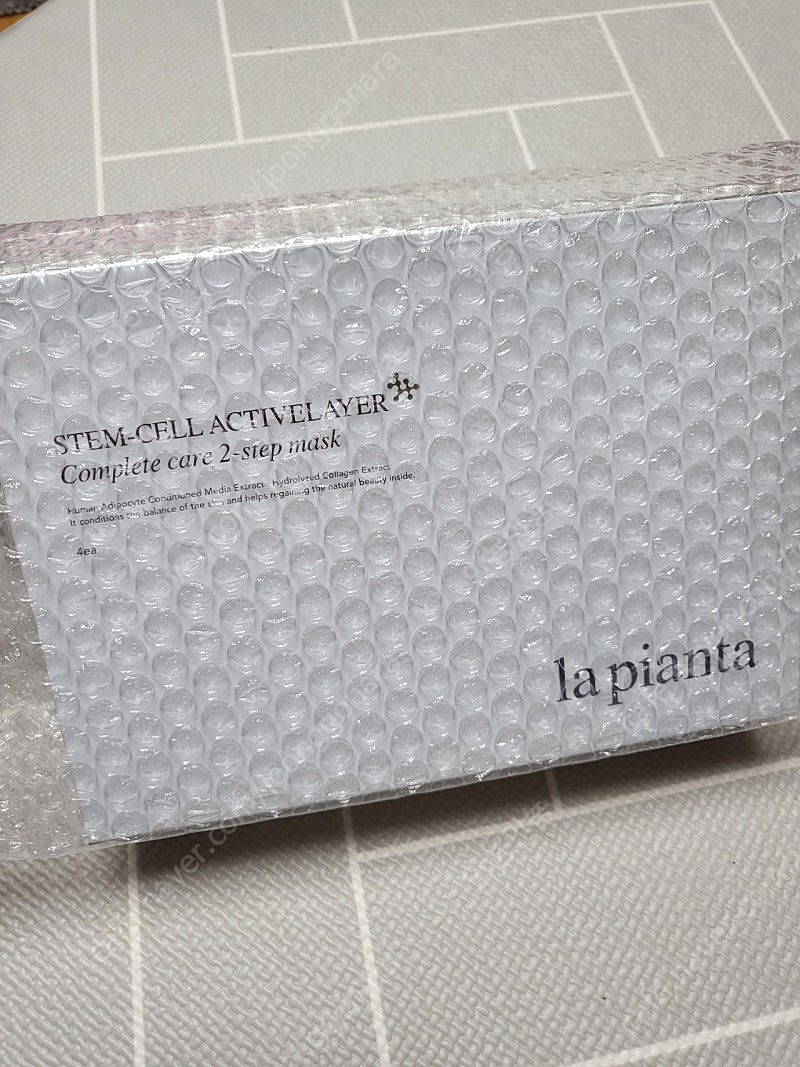 STEM-CELL ACTIVELAYER
Complete care 2-step mask
Human Adipocyte Conditioned Media Extract · Hydrolyzed Collagen Extract
It conditions the balance of the skin and helps regaining the natural beauty inside.
4ea
la pianta
joonggonara